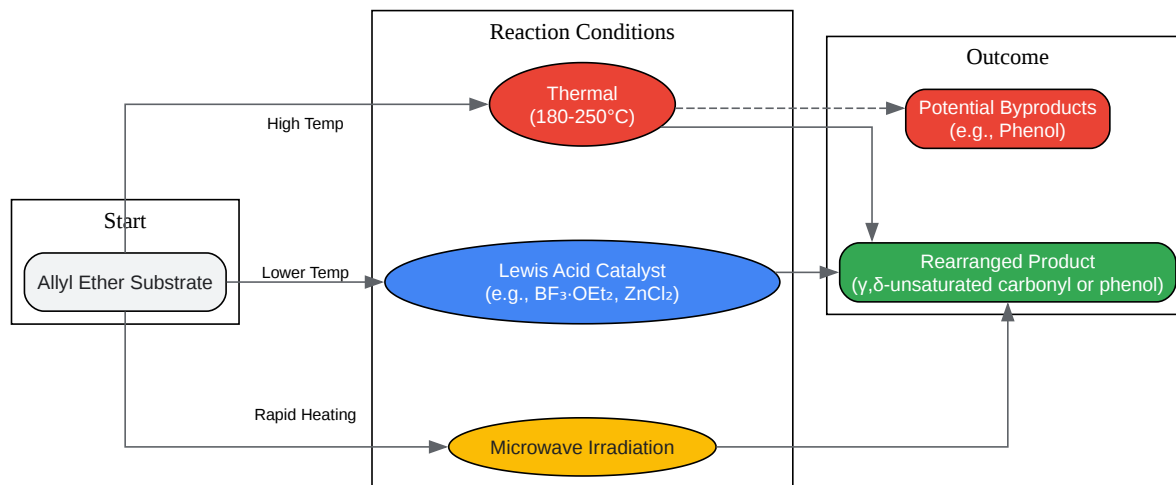 Reaction Conditions
Outcome
Thermal
(180-250°C)
Potential Byproducts
(e.g., Phenol)
High Temp
Start
Allyl Ether Substrate
Lower Temp
Lewis Acid Catalyst
(e.g., BF₃·OEt₂, ZnCl₂)
Rearranged Product
(γ,δ-unsaturated carbonyl or phenol)
Rapid Heating
Microwave Irradiation